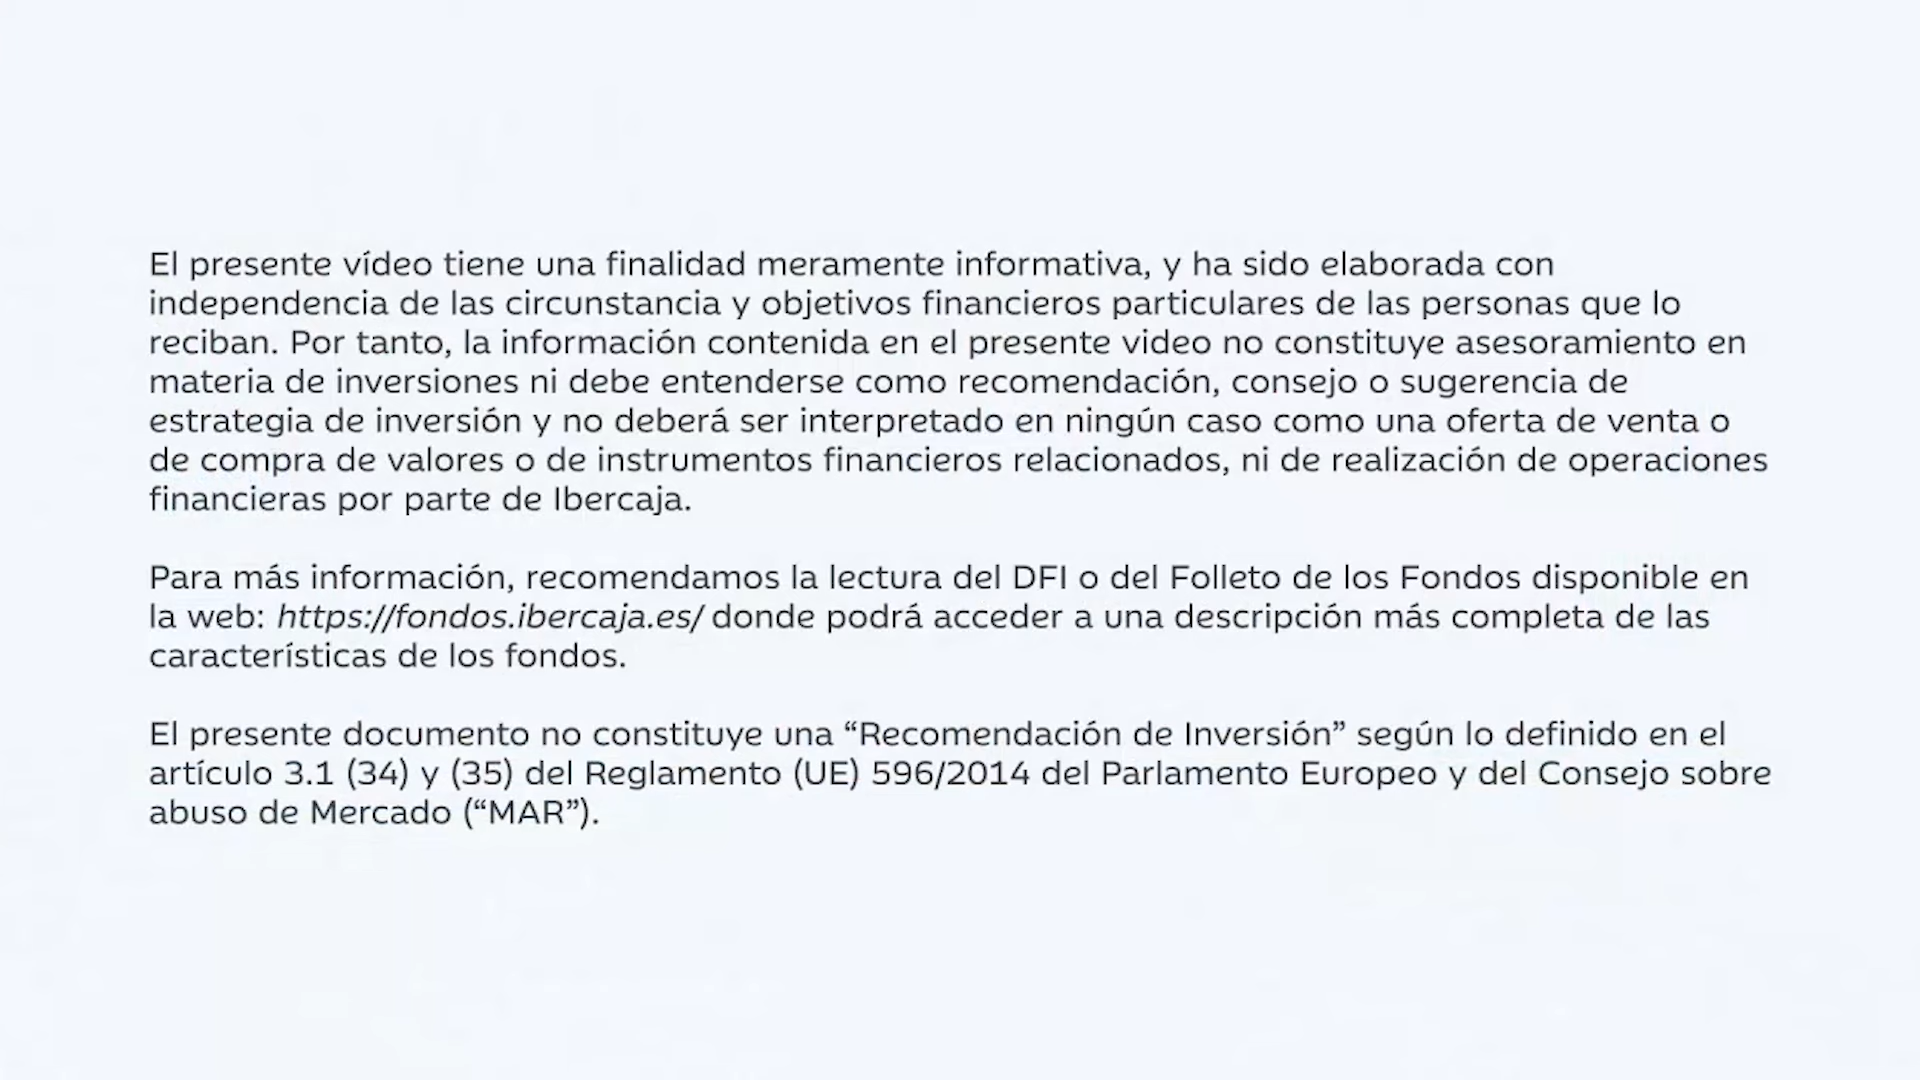 El presente vídeo tiene una finalidad meramente informativa, y ha sido elaborada con
independencia de las circunstancia y objetivos financieros particulares de las personas que lo
reciban. Por tanto, la información contenida en el presente video no constituye asesoramiento en
materia de inversiones ni debe entenderse como recomendación, consejo o sugerencia de
estrategia de inversión y no deberá ser interpretado en ningún caso como una oferta de venta o
de compra de valores o de instrumentos financieros relacionados, ni de realización de operaciones
financieras por parte de Ibercaja.
Para más información, recomendamos la lectura del DFI o del Folleto de los Fondos disponible en
la web: https://fondos.ibercaja.es/ donde podrá acceder a una descripción más completa de las
características de los fondos.
El presente documento no constituye una “Recomendación de Inversión” según lo definido en el
artículo 3.1 (34) y (35) del Reglamento (UE) 596/2014 del Parlamento Europeo y del Consejo sobre
abuso de Mercado (“MAR”).